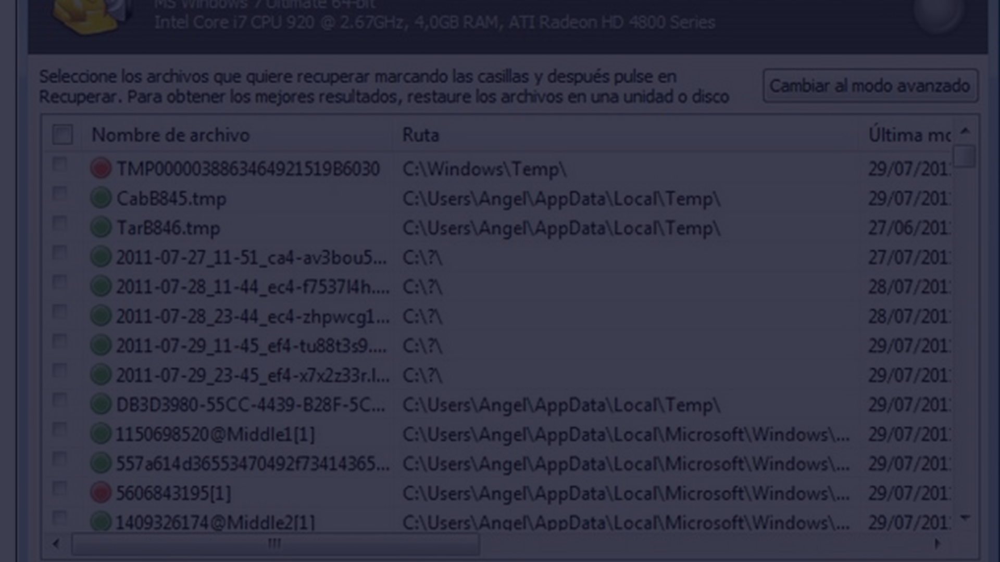 MS Windows 7 Ultimate 64-bit
Intel Core i7 CPU 920 @ 2.67GHz, 4,0GB RAM, ATI Radeon HD 4800 Series
Seleccione los archivos que quiere recuperar marcando las casillas y después pulse en
Recuperar. Para obtener los mejores resultados, restaure los archivos en una unidad o disco
Cambiar al modo avanzado
Nombre de archivo Ruta Última mo
TMP0000038863464921519B6030 C:\Windows\Temp\ 29/07/201
CabB845.tmp C:\Users\Angel\AppData\Local\Temp\ 29/07/201
TarB846.tmp C:\Users\Angel\AppData\Local\Temp\ 27/06/201
2011-07-27_11-51_ca4-av3bou5... C:\?\ 27/07/201
2011-07-28_11-44_ec4-f7537l4h.... C:\?\ 28/07/201
2011-07-28_23-44_ec4-zhpwcg1... C:\?\ 28/07/201
2011-07-29_11-45_ef4-tu88t3s9.... C:\?\ 29/07/201
2011-07-29_23-45_ef4-x7x2z33r.l... C:\?\ 29/07/201
DB3D3980-55CC-4439-B28F-5C... C:\Users\Angel\AppData\Local\Temp\ 29/07/201
1150698520@Middle1[1] C:\Users\Angel\AppData\Local\Microsoft\Windows\... 29/07/201
557a614d36553470492f73414365... C:\Users\Angel\AppData\Local\Microsoft\Windows\... 29/07/201
5606843195[1] C:\Users\Angel\AppData\Local\Microsoft\Windows\... 29/07/201
1409326174@Middle2[1] C:\Users\Angel\AppData\Local\Microsoft\Windows\... 29/07/201